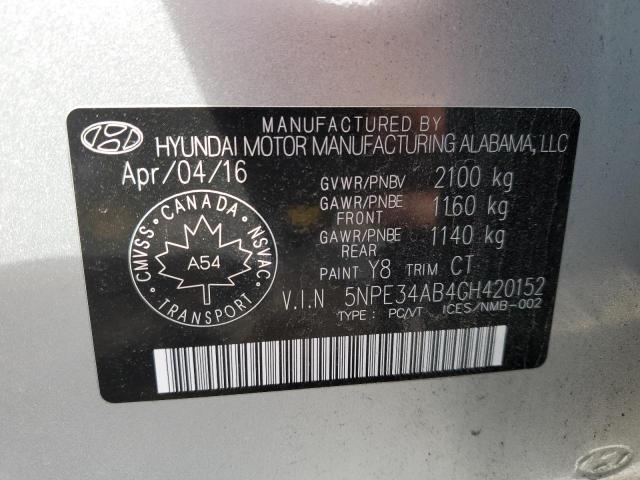 MANUFACTURED BY
HYUNDAI MOTOR MANUFACTURING ALABAMA, LLC
Apr/04/16
GVWR/PNBV 2100 kg
GAWR/PNBE FRONT 1160 kg
GAWR/PNBE REAR 1140 kg
PAINT Y8 TRIM CT
CMVSS • CANADA • NSVAC • TRANSPORT •
A54
V.I.N 5NPE34AB4GH420152
TYPE : PC/VT ICES/NMB-002